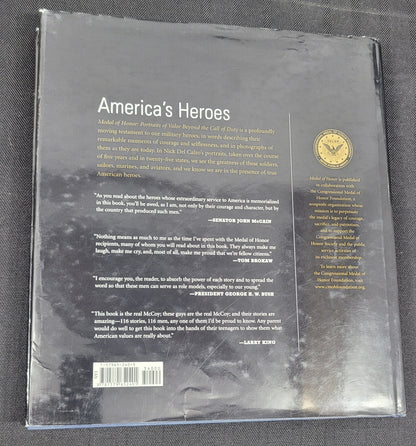 America's Heroes
Medal of Honor: Portraits of Valor Beyond the Call of Duty is a profoundly
moving testament to our military heroes, in words describing their
remarkable moments of courage and selflessness, and in photographs of
them as they are today. In Nick Del Calzo's portraits, taken over the course
of five years and in twenty-five states, we see the greatness of these soldiers,
sailors, marines, and aviators, and we know we are in the presence of true
American heroes.
"As you read about the heroes whose extraordinary service to America is memorialized
in this book, you'll be awed, as I am, not only by their courage and character, but by
the country that produced such men."
—SENATOR JOHN McCAIN
"Nothing means as much to me as the time I've spent with the Medal of Honor
recipients, many of whom you will read about in this book. They always make me
laugh, make me cry, and, most of all, make me proud that we're fellow citizens."
—TOM BROKAW
"I encourage you, the reader, to absorb the power of each story and to spread the
word so that these men can serve as role models, especially to our young."
—PRESIDENT GEORGE H. W. BUSH
"This book is the real McCoy; these guys are the real McCoy; and their stories are
amazing—116 stories, 116 men, any one of them I'd be proud to know. Any parent
would do well to get this book into the hands of their teenagers to show them what
American values are really about."
—LARRY KING
Medal of Honor is published
in collaboration with
the Congressional Medal of
Honor Foundation, a
nonprofit organization whose
mission is to perpetuate
the medal's legacy of courage,
sacrifice, and patriotism,
and to support the
Congressional Medal of
Honor Society and the public
service activities of
its exclusive membership.
To learn more about
the Congressional Medal of
Honor Foundation, visit
www.cmohfoundation.org.